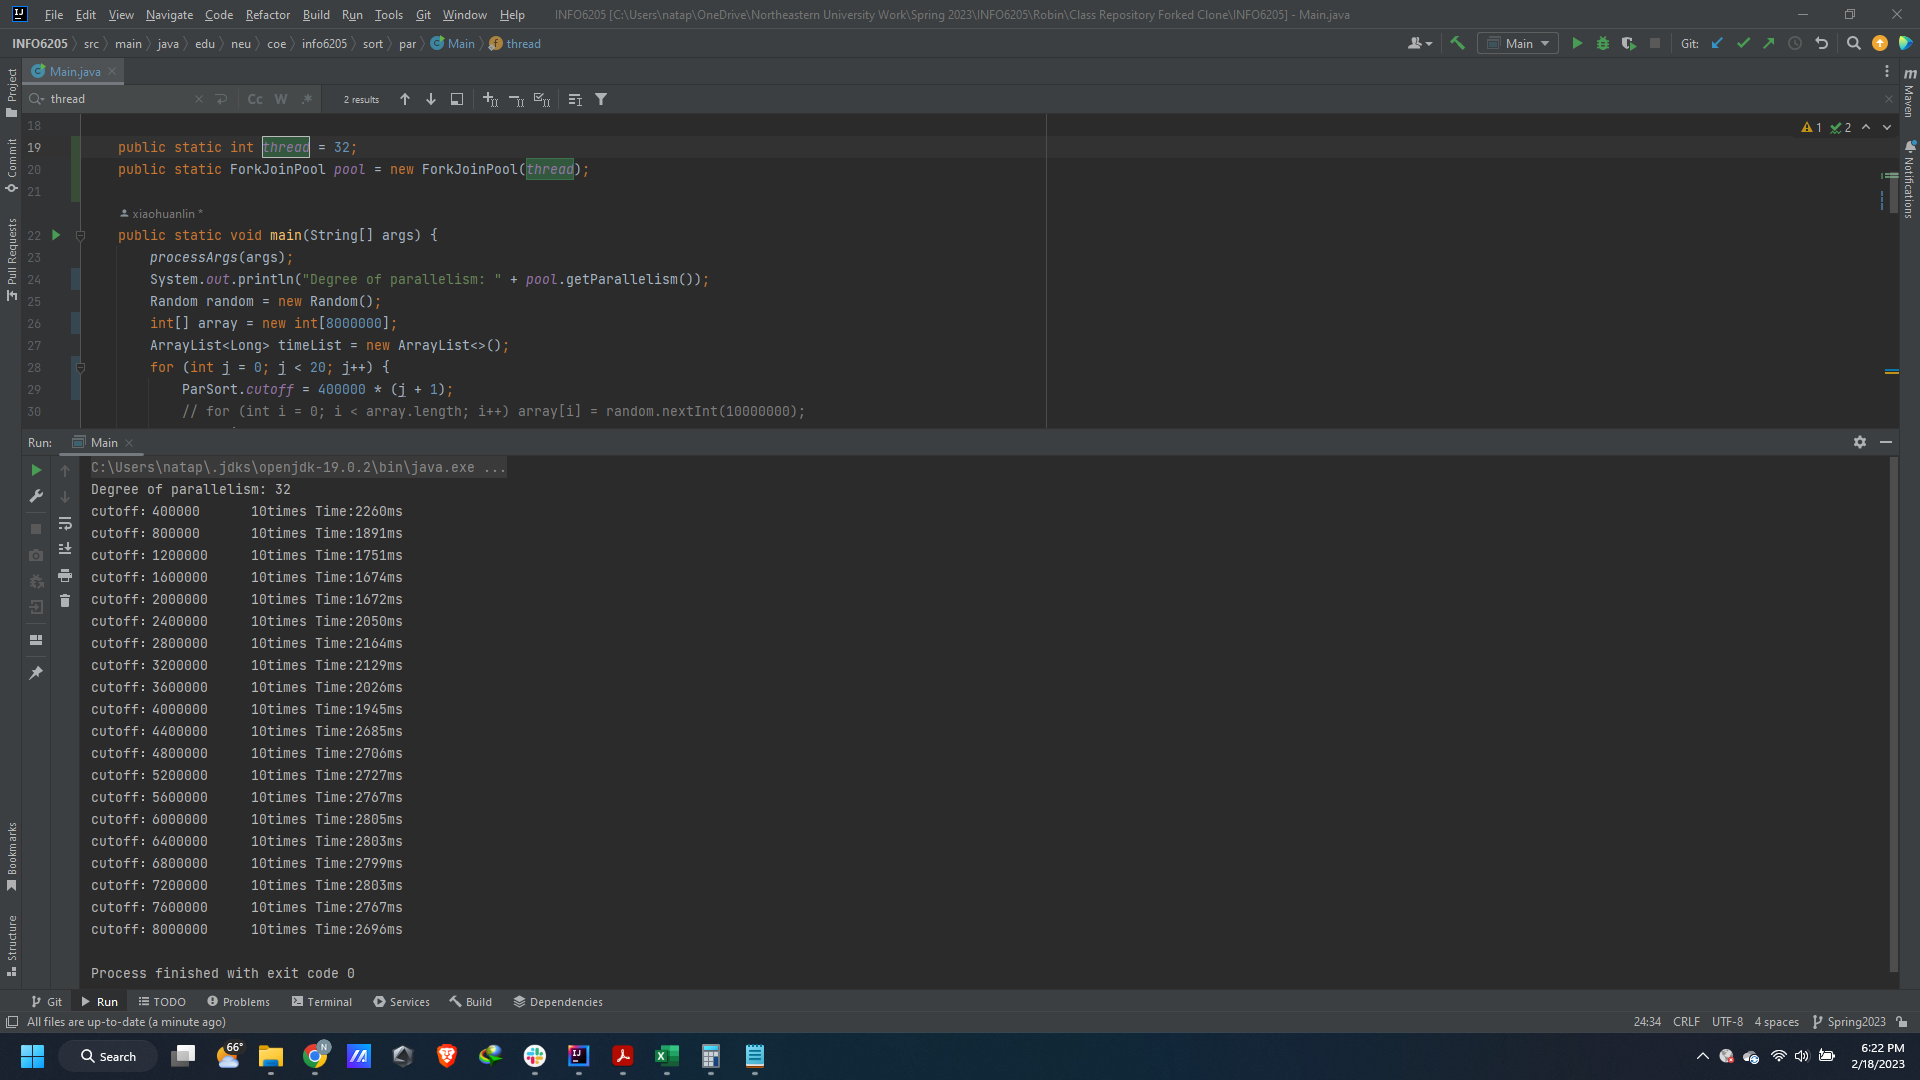 File Edit View Navigate Code Refactor Build Run Tools Git Window Help INFO6205 [C:\Users\natap\OneDrive\Northeastern University Work\Spring 2023\INFO6205\Robin\Class Repository Forked Clone\INFO6205] - Main.java
INFO6205 src main java edu neu coe info6205 sort par Main thread
Main Git:
Main.java
thread Cc W .* 2 results
18
1 2
19 public static int thread = 32;
20 public static ForkJoinPool pool = new ForkJoinPool(thread);
21
xiaohuanlin *
22 public static void main(String[] args) {
23 processArgs(args);
24 System.out.println("Degree of parallelism: " + pool.getParallelism());
25 Random random = new Random();
26 int[] array = new int[8000000];
27 ArrayList<Long> timeList = new ArrayList<>();
28 for (int j = 0; j < 20; j++) {
29 ParSort.cutoff = 400000 * (j + 1);
30 // for (int i = 0; i < array.length; i++) array[i] = random.nextInt(10000000);
Project
Commit
Pull Requests
Bookmarks
Structure
m
Maven
Notifications
Run: Main
C:\Users\natap\.jdks\openjdk-19.0.2\bin\java.exe ...
Degree of parallelism: 32
cutoff：400000 10times Time:2260ms
cutoff：800000 10times Time:1891ms
cutoff：1200000 10times Time:1751ms
cutoff：1600000 10times Time:1674ms
cutoff：2000000 10times Time:1672ms
cutoff：2400000 10times Time:2050ms
cutoff：2800000 10times Time:2164ms
cutoff：3200000 10times Time:2129ms
cutoff：3600000 10times Time:2026ms
cutoff：4000000 10times Time:1945ms
cutoff：4400000 10times Time:2685ms
cutoff：4800000 10times Time:2706ms
cutoff：5200000 10times Time:2727ms
cutoff：5600000 10times Time:2767ms
cutoff：6000000 10times Time:2805ms
cutoff：6400000 10times Time:2803ms
cutoff：6800000 10times Time:2799ms
cutoff：7200000 10times Time:2803ms
cutoff：7600000 10times Time:2767ms
cutoff：8000000 10times Time:2696ms
Process finished with exit code 0
Git Run TODO Problems Terminal Services Build Dependencies
All files are up-to-date (a minute ago) 24:34 CRLF UTF-8 4 spaces Spring2023
Search 66° N
6:22 PM
2/18/2023